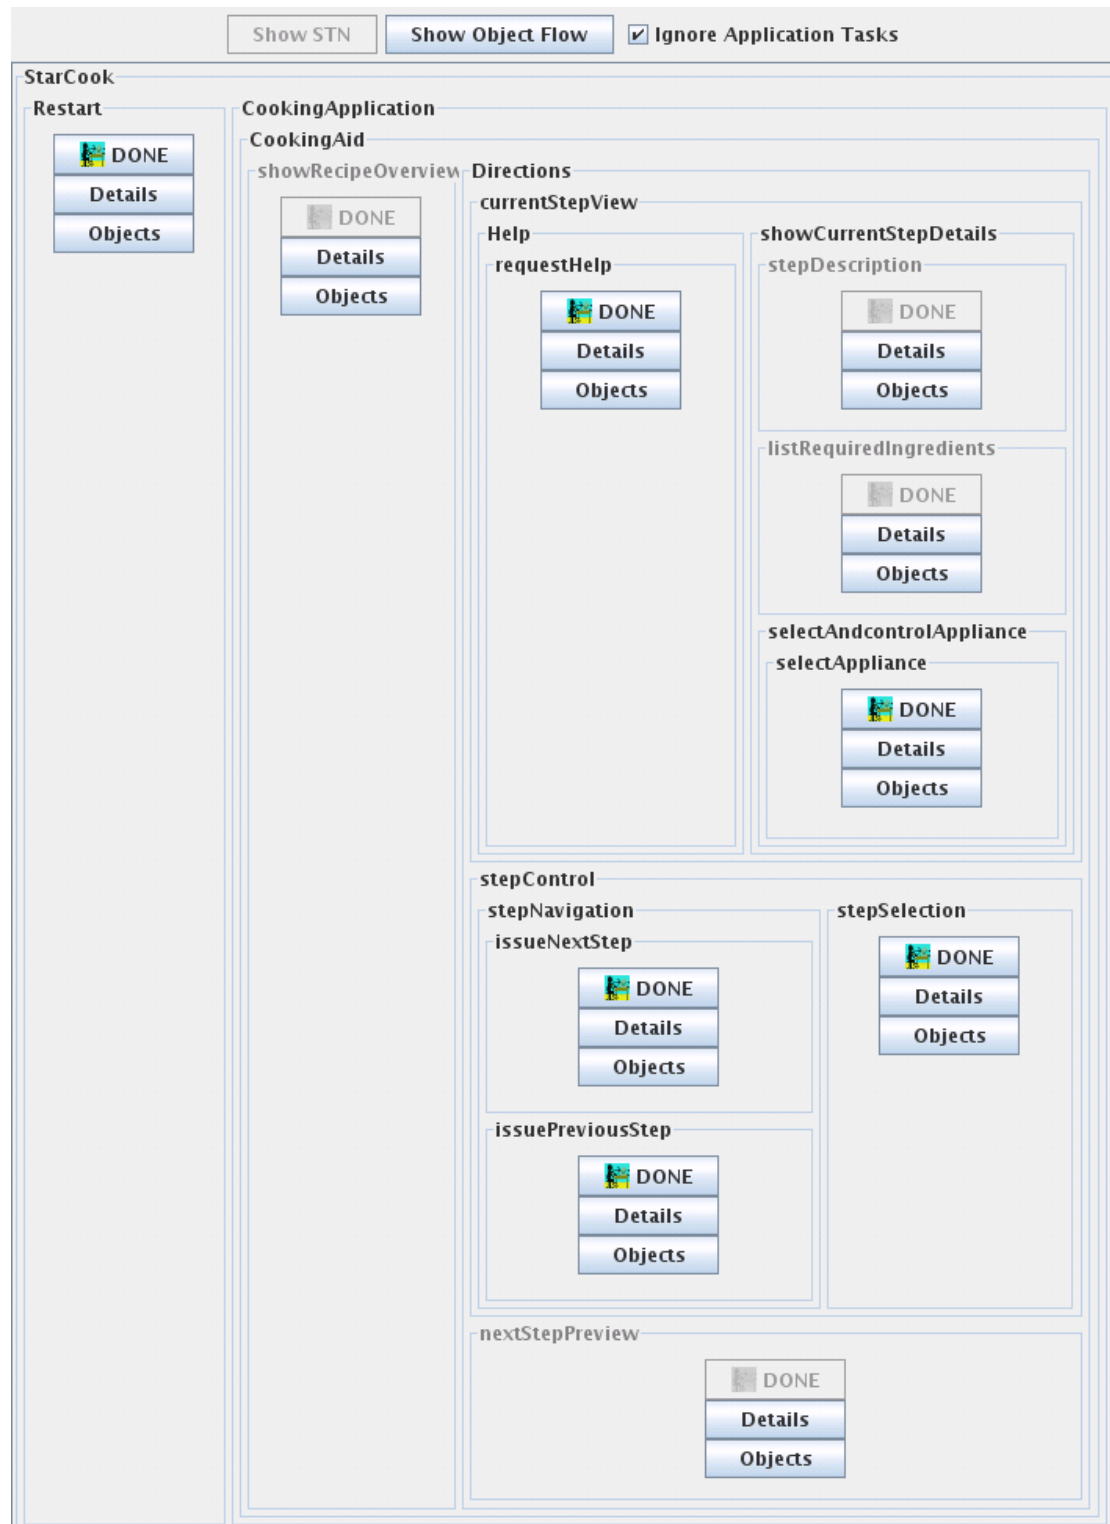 Show STN Show Object Flow Ignore Application Tasks
StarCook
Restart
DONE
Details
Objects
CookingApplication
CookingAid
showRecipeOverview
DONE
Details
Objects
Directions
currentStepView
Help
requestHelp
DONE
Details
Objects
showCurrentStepDetails
stepDescription
DONE
Details
Objects
listRequiredIngredients
DONE
Details
Objects
selectAndcontrolAppliance
selectAppliance
DONE
Details
Objects
stepControl
stepNavigation
issueNextStep
DONE
Details
Objects
issuePreviousStep
DONE
Details
Objects
stepSelection
DONE
Details
Objects
nextStepPreview
DONE
Details
Objects